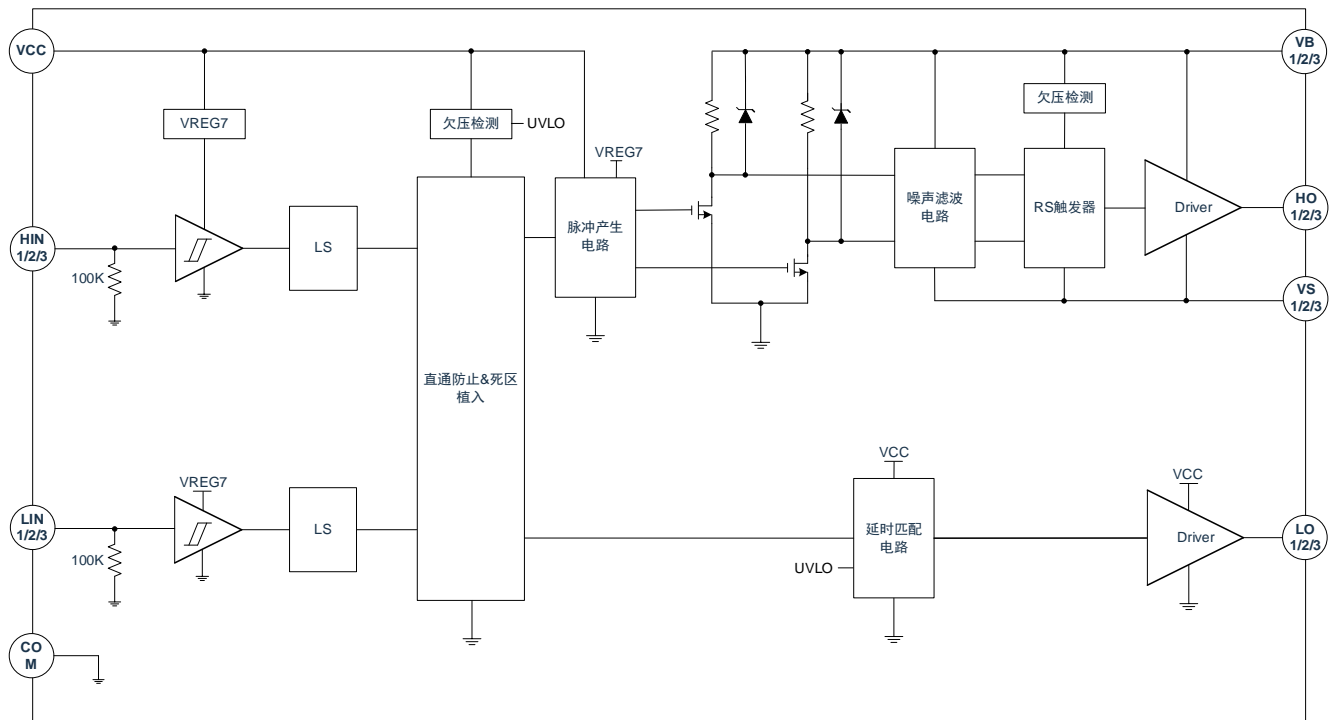 VCC
VB
1/2/3
VREG7
欠压检测
UVLO
欠压检测
VREG7
HIN
1/2/3
100K
LS
脉冲产生
电路
噪声滤波
电路
RS触发器
Driver
HO
1/2/3
VS
1/2/3
直通防止&死区
植入
LIN
1/2/3
100K
VREG7
LS
VCC
延时匹配
电路
UVLO
VCC
Driver
LO
1/2/3
CO
M